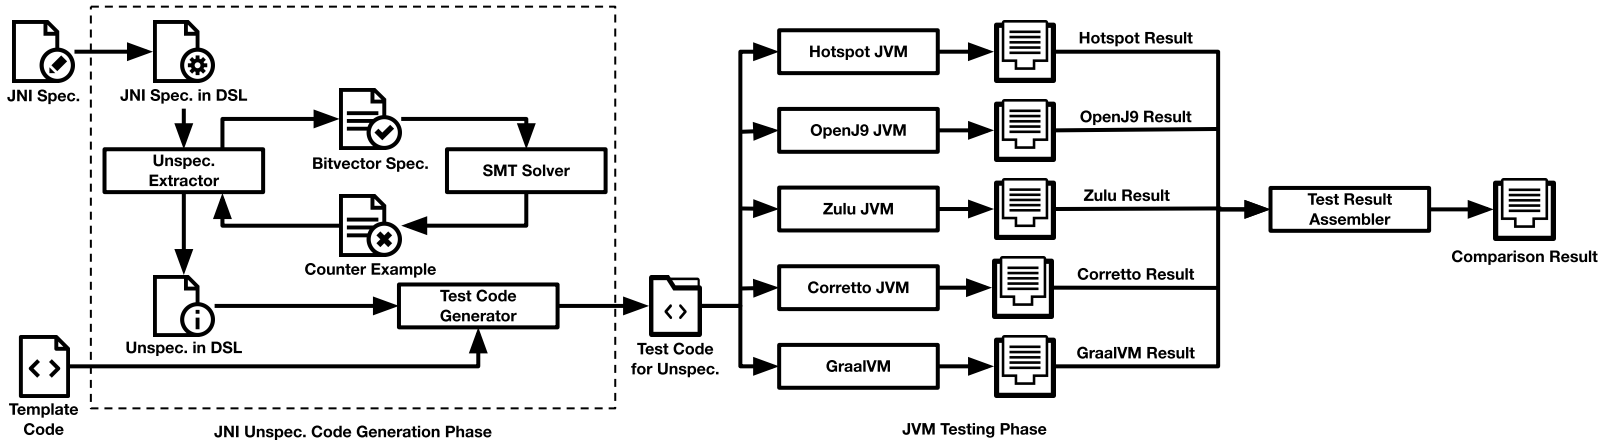 JNI Spec.
JNI Spec. in DSL
Unspec.
Extractor
Bitvector Spec.
SMT Solver
Counter Example
Unspec. in DSL
Test Code
Generator
Template
Code
JNI Unspec. Code Generation Phase
Test Code
for Unspec.
Hotspot JVM
Hotspot Result
OpenJ9 JVM
OpenJ9 Result
Zulu JVM
Zulu Result
Corretto JVM
Corretto Result
GraalVM
GraalVM Result
Test Result
Assembler
Comparison Result
JVM Testing Phase